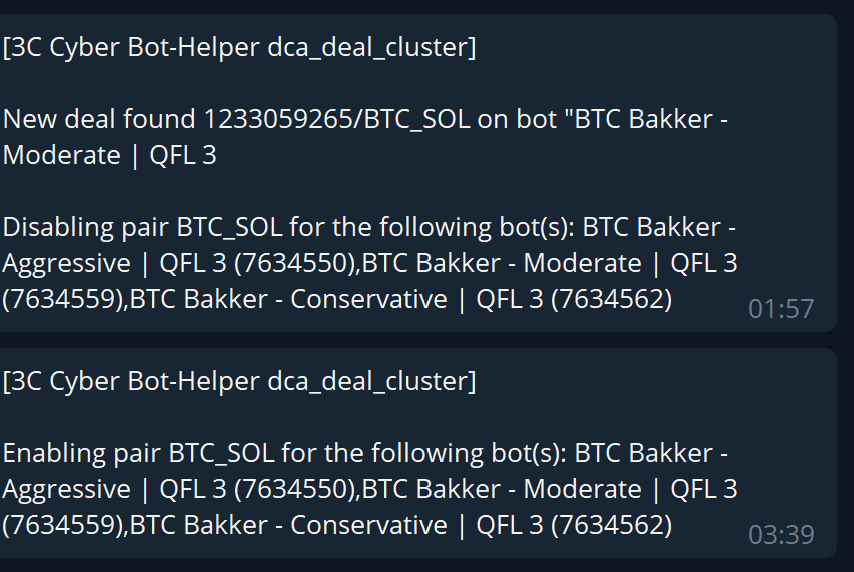 [3C Cyber Bot-Helper dca_deal_cluster]
New deal found 1233059265/BTC_SOL on bot "BTC Bakker -
Moderate | QFL 3
Disabling pair BTC_SOL for the following bot(s): BTC Bakker -
Aggressive | QFL 3 (7634550),BTC Bakker - Moderate | QFL 3
(7634559),BTC Bakker - Conservative | QFL 3 (7634562)
01:57
[3C Cyber Bot-Helper dca_deal_cluster]
Enabling pair BTC_SOL for the following bot(s): BTC Bakker -
Aggressive | QFL 3 (7634550),BTC Bakker - Moderate | QFL 3
(7634559),BTC Bakker - Conservative | QFL 3 (7634562)
03:39